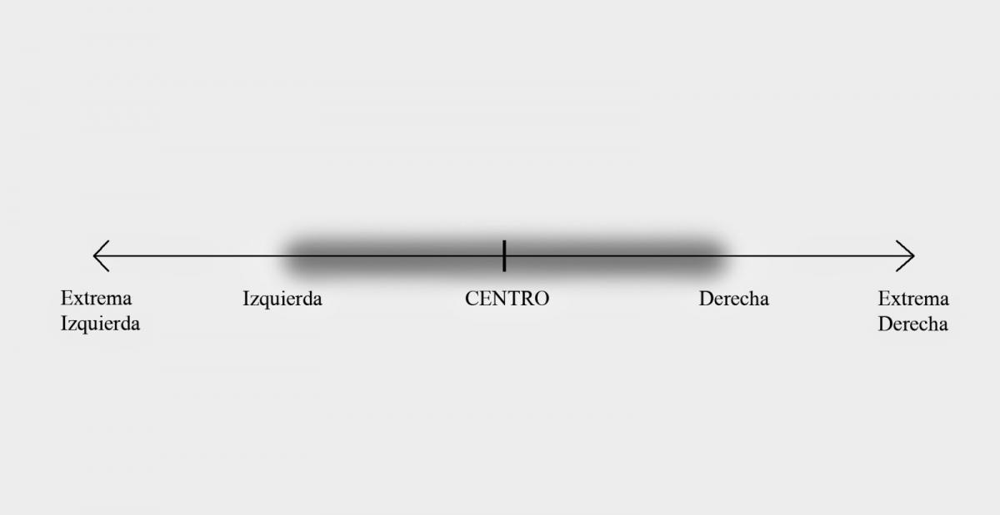 Extrema
Izquierda
Izquierda
CENTRO
Derecha
Extrema
Derecha